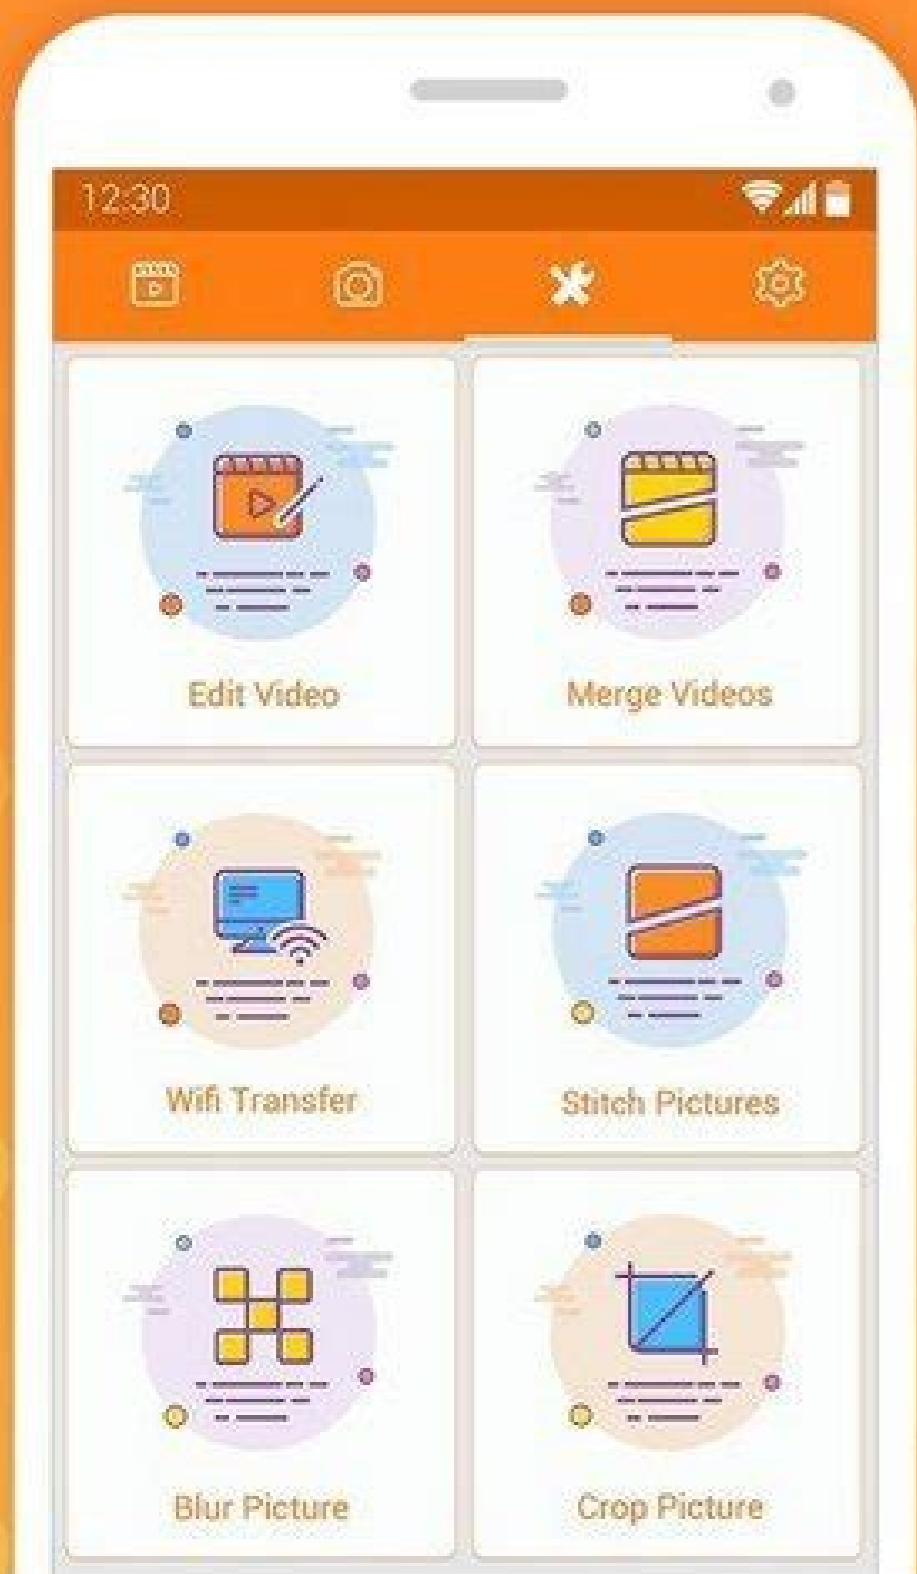 12:30
Edit Video
Merge Videos
Wifi Transfer
Stitch Pictures
Blur Picture
Crop Picture